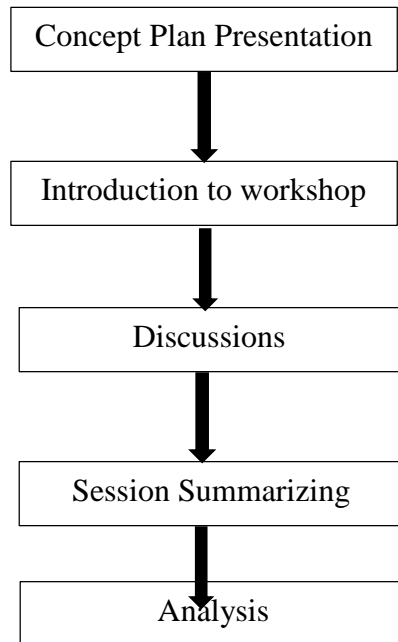 Concept Plan Presentation
Introduction to workshop
Discussions
Session Summarizing
Analysis